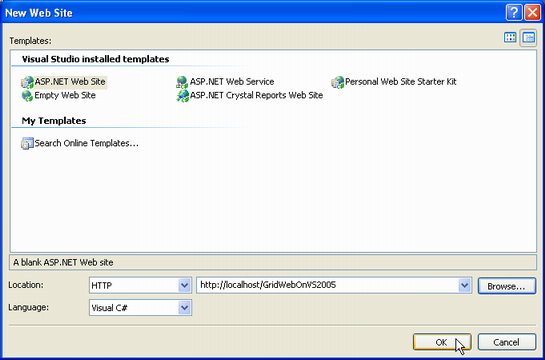 New Web Site
Templates:
Visual Studio installed templates
ASP.NET Web Site
ASP.NET Web Service
Personal Web Site Starter Kit
Empty Web Site
ASP.NET Crystal Reports Web Site
My Templates
Search Online Templates...
A blank ASP.NET Web site
Location:
HTTP
http://localhost/GridWebOnVS2005
Browse...
Language:
Visual C#
OK
Cancel